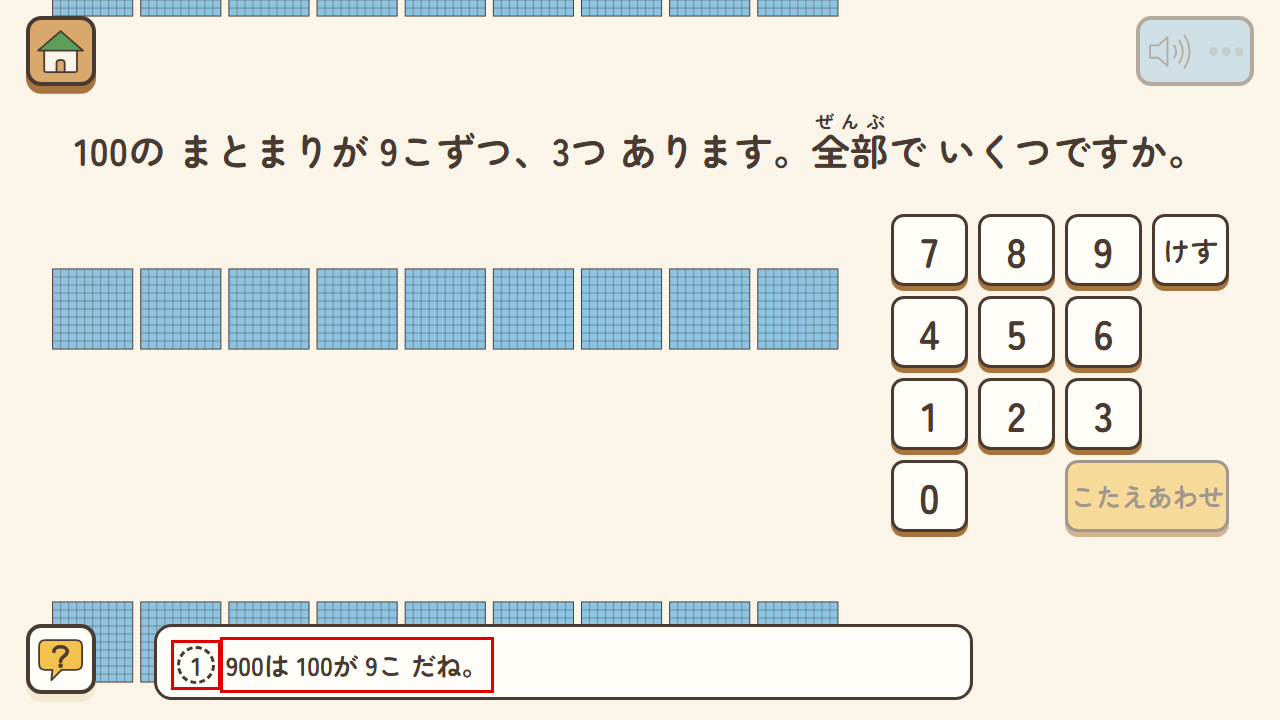 ぜんぶ
100の まとまりが 9こずつ、3つ あります。全部で いくつですか。
7 8 9 けす
4 5 6
1 2 3
0 こたえあわせ
?
1 900は 100が 9こ だね。